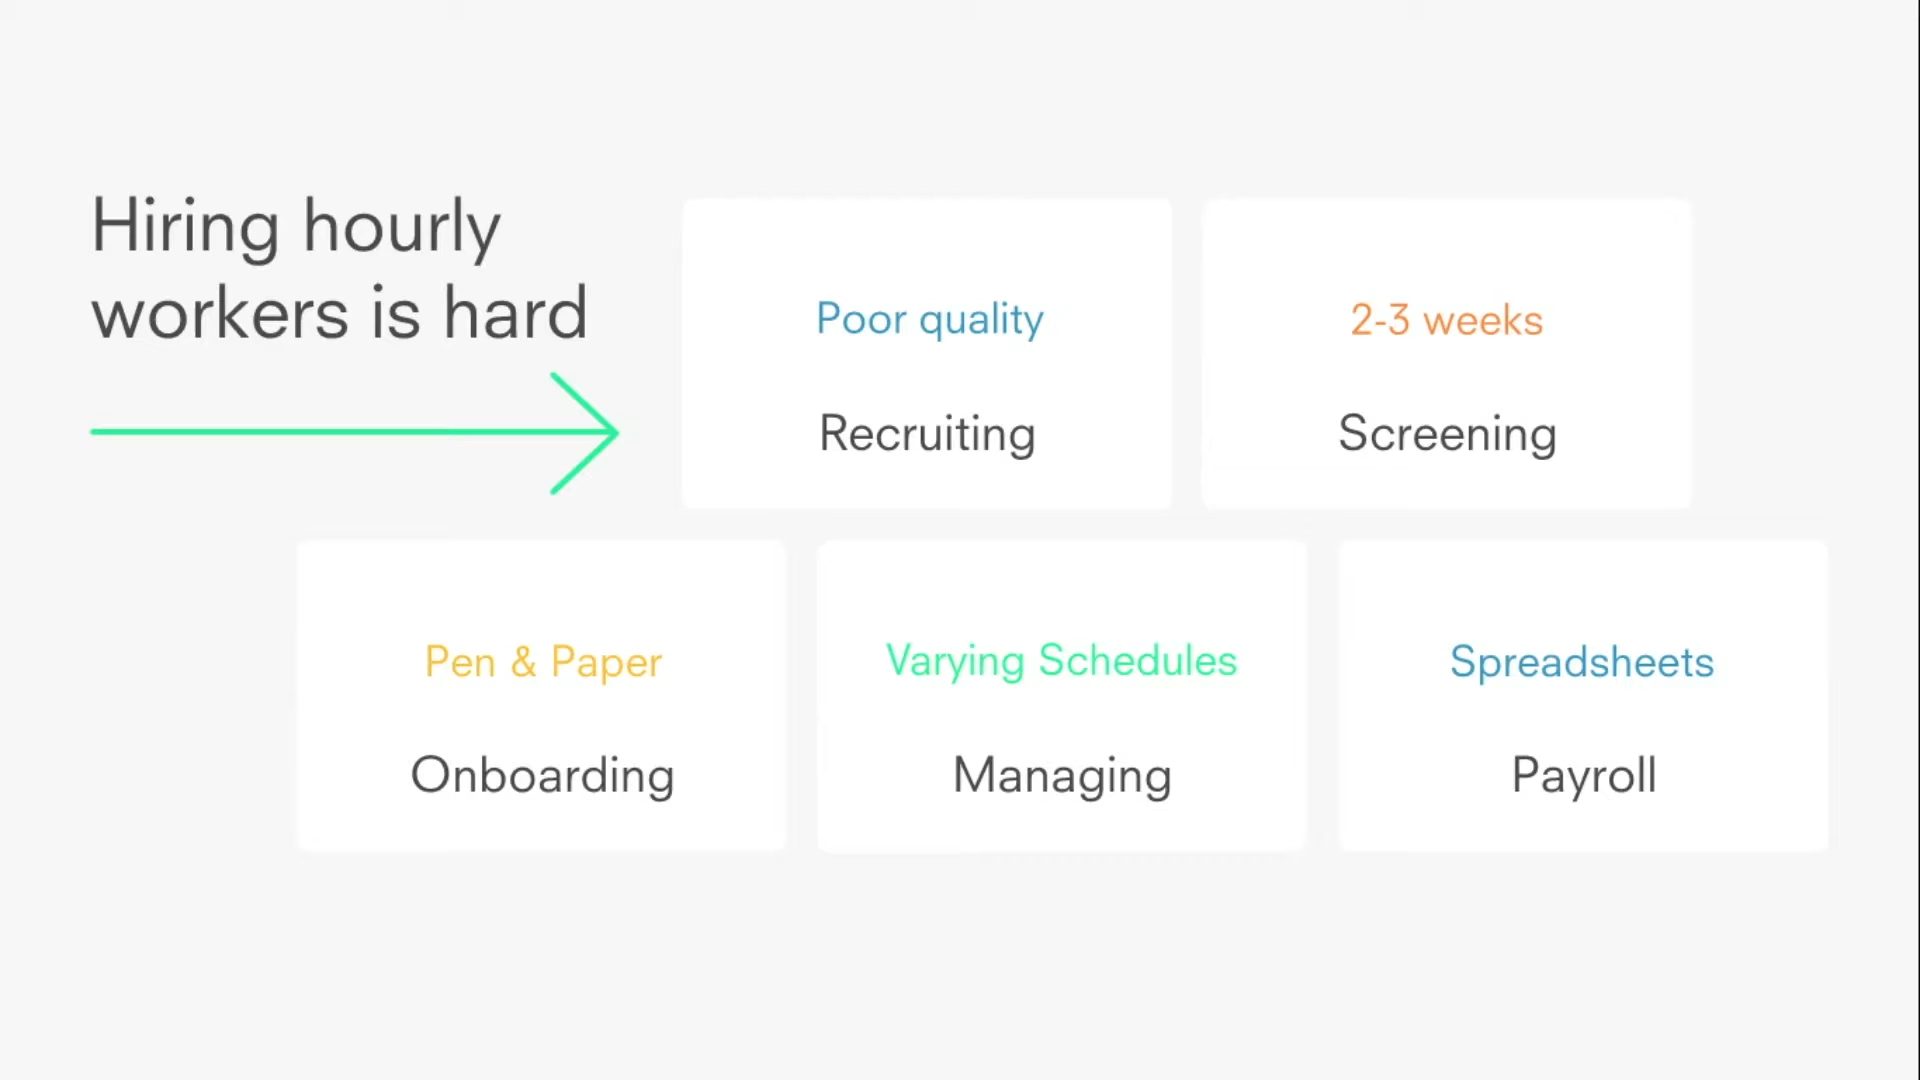 Hiring hourly
workers is hard
Poor quality
Recruiting
2-3 weeks
Screening
Pen & Paper
Onboarding
Varying Schedules
Managing
Spreadsheets
Payroll